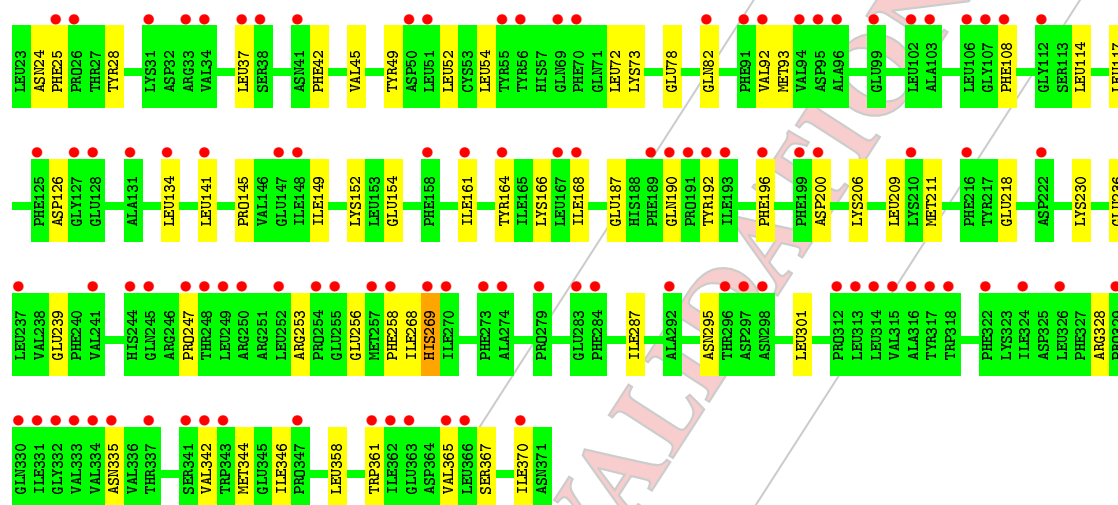 LEU23 ASN24 PHE25 PRO26 THR27 TYR28 LYS31 ASP32 ARG33 VAL34 LEU37 SER38 ASN41 PHE42 VAL45 TYR49 ASP50 LEU51 LEU52 CYS53 LEU54 TYR55 TYR56 HIS57 GLN69 PHE70 GLN71 LEU72 LYS73 GLU78 GLN82 PHE91 VAL92 MET93 VAL94 ASP95 ALA96 GLU99 LEU102 ALA103 LEU106 GLY107 PHE108 GLY112 SER113 LEU114
PHE125 ASP126 GLY127 GLU128 ALA131 LEU134 LEU141 PRO145 VAL146 GLU147 ILE148 ILE149 LYS152 LEU153 GLU154 PHE158 ILE161 TYR164 ILE165 LYS166 LEU167 ILE168 GLU187 HIS188 PHE189 GLN190 PRO191 TYR192 ILE193 PHE196 PHE199 ASP200 LYS206 LEU209 LYS210 MET211 PHE216 TYR217 GLU218 ASP222 LYS230
LEU237 VAL238 GLU239 PHE240 VAL241 HIS244 GLN245 ARG246 PRO247 THR248 LEU249 ARG250 ARG251 LEU252 ARG253 PRO254 GLU255 GLU256 MET257 PHE258 ILE268 HIS269 ILE270 PHE273 ALA274 PRO279 GLU283 PHE284 ILE287 ALA292 ASN295 THR296 ASP297 ASN298 LEU301 PRO312 LEU313 LEU314 VAL315 ALA316 TYR317 TRP318 PHE322 LYS323 ILE324 ASP325 LEU326 PHE327 ARG328
GLN330 ILE331 GLY332 VAL333 VAL334 ASN335 VAL336 THR337 SER341 VAL342 TRP343 MET344 GLU345 ILE346 PRO347 LEU358 TRP361 ILE362 GLU363 ASP364 VAL365 LEU366 SER367 ILE370 ASN371